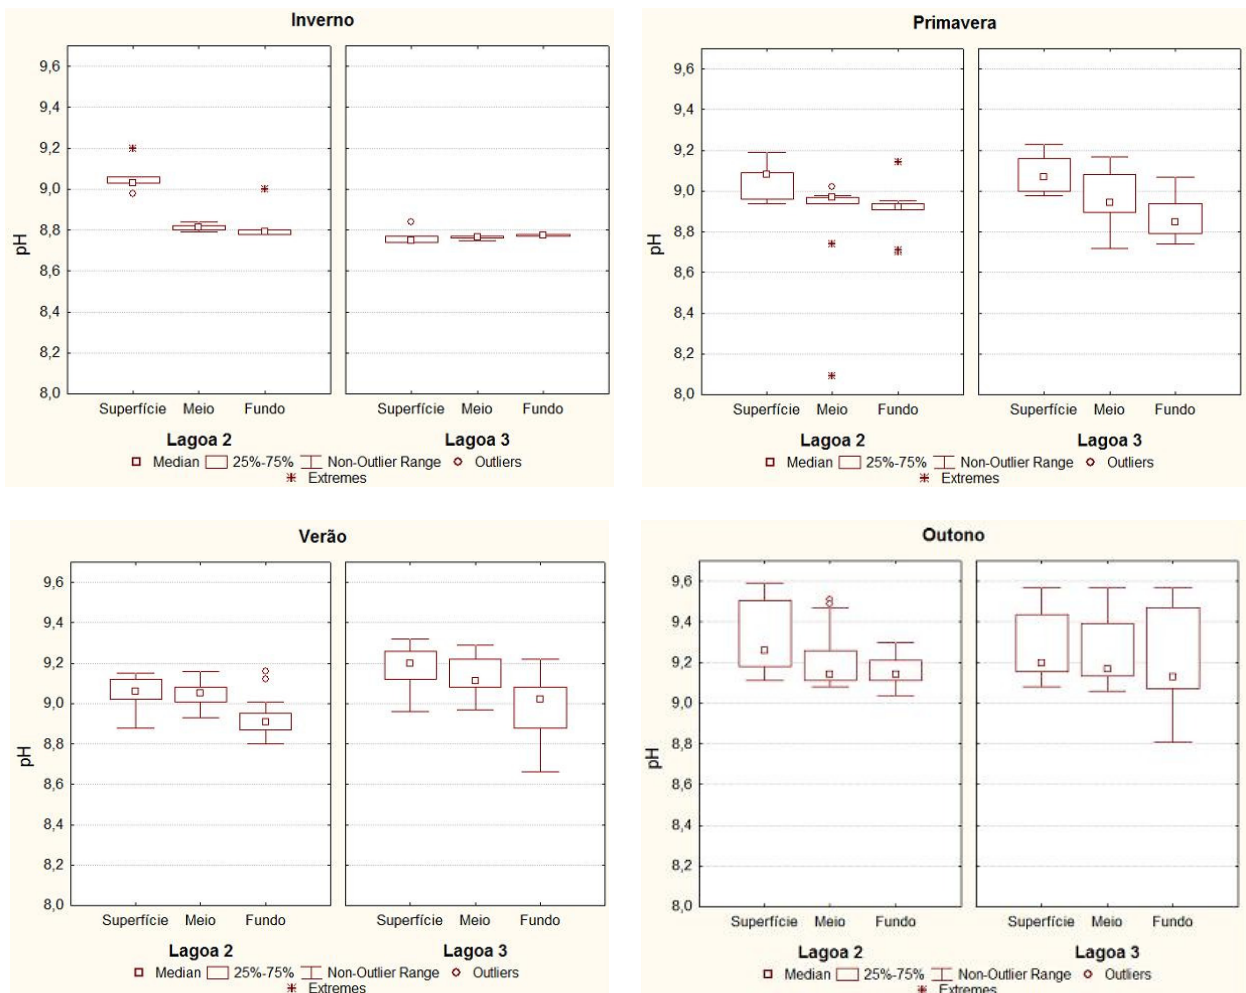 Inverno
9,6
9,4
9,2
9,0
8,8
8,6
8,4
8,2
8,0
pH
Superfície Meio Fundo Superfície Meio Fundo
Lagoa 2 Lagoa 3
Median 25%-75% Non-Outlier Range Outliers
Extremes
Primavera
9,6
9,4
9,2
9,0
8,8
8,6
8,4
8,2
8,0
pH
Superfície Meio Fundo Superfície Meio Fundo
Lagoa 2 Lagoa 3
Median 25%-75% Non-Outlier Range Outliers
Extremes
Verão
9,6
9,4
9,2
9,0
8,8
8,6
8,4
8,2
8,0
pH
Superfície Meio Fundo Superfície Meio Fundo
Lagoa 2 Lagoa 3
Median 25%-75% Non-Outlier Range Outliers
Extremes
Outono
9,6
9,4
9,2
9,0
8,8
8,6
8,4
8,2
8,0
pH
Superfície Meio Fundo Superfície Meio Fundo
Lagoa 2 Lagoa 3
Median 25%-75% Non-Outlier Range Outliers
Extremes